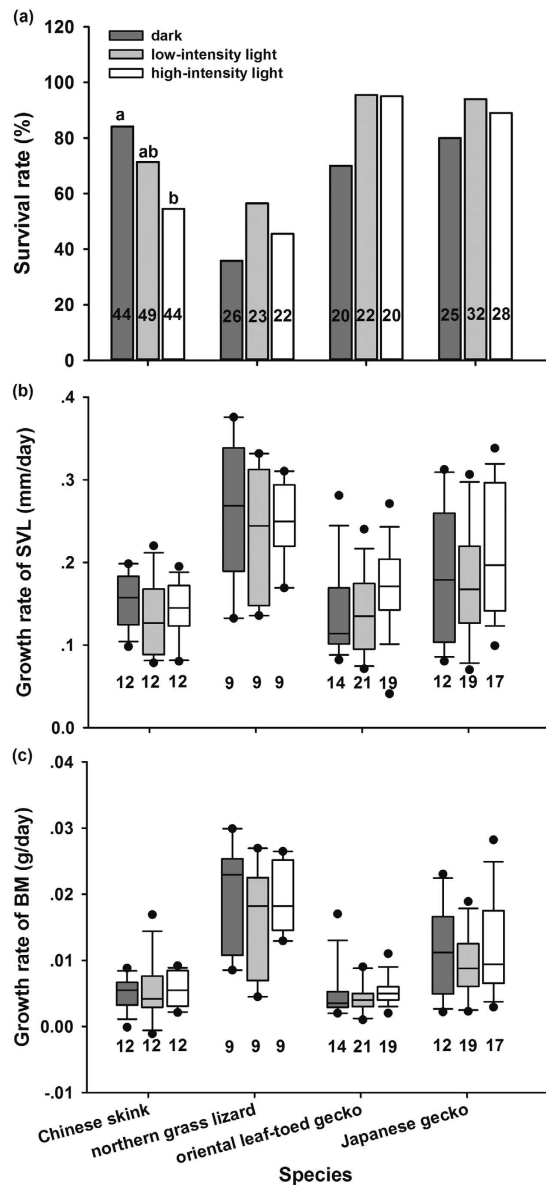 (a)
120
dark
low-intensity light
high-intensity light
100
a
80
ab
b
60
40
20
0
Survival rate (%)
44 49 44 26 23 22 20 22 20 25 32 28
(b)
.4
.3
.2
.1
0.0
Growth rate of SVL (mm/day)
12 12 12 9 9 9 14 21 19 12 19 17
(c)
.04
.03
.02
.01
0.00
-.01
Growth rate of BM (g/day)
12 12 12 9 9 9 14 21 19 12 19 17
Chinese skink
northern grass lizard
oriental leaf-toed gecko
Japanese gecko
Species